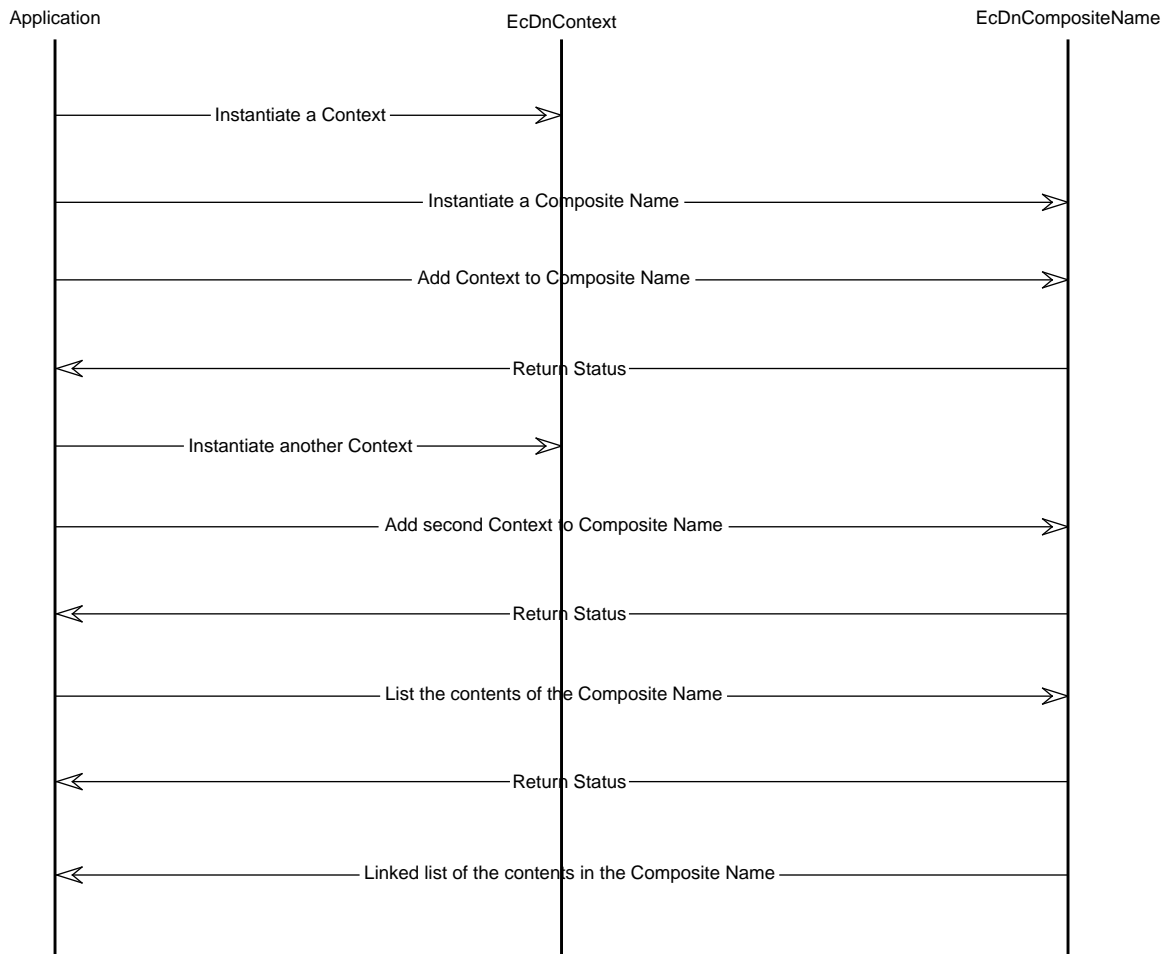 Application
EcDnContext
EcDnCompositeName
Instantiate a Context
Instantiate a Composite Name
Add Context to Composite Name
Return Status
Instantiate another Context
Add second Context to Composite Name
Return Status
List the contents of the Composite Name
Return Status
Linked list of the contents in the Composite Name